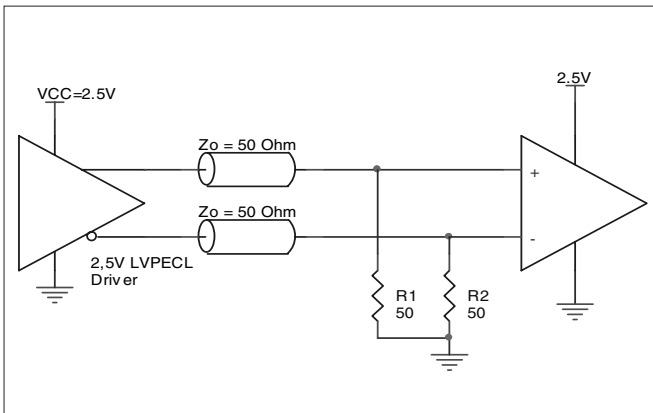 2.5V
VCC=2.5V
Zo = 50 Ohm
+
Zo = 50 Ohm
-
2,5V LVPECL
Driver
R1
50
R2
50